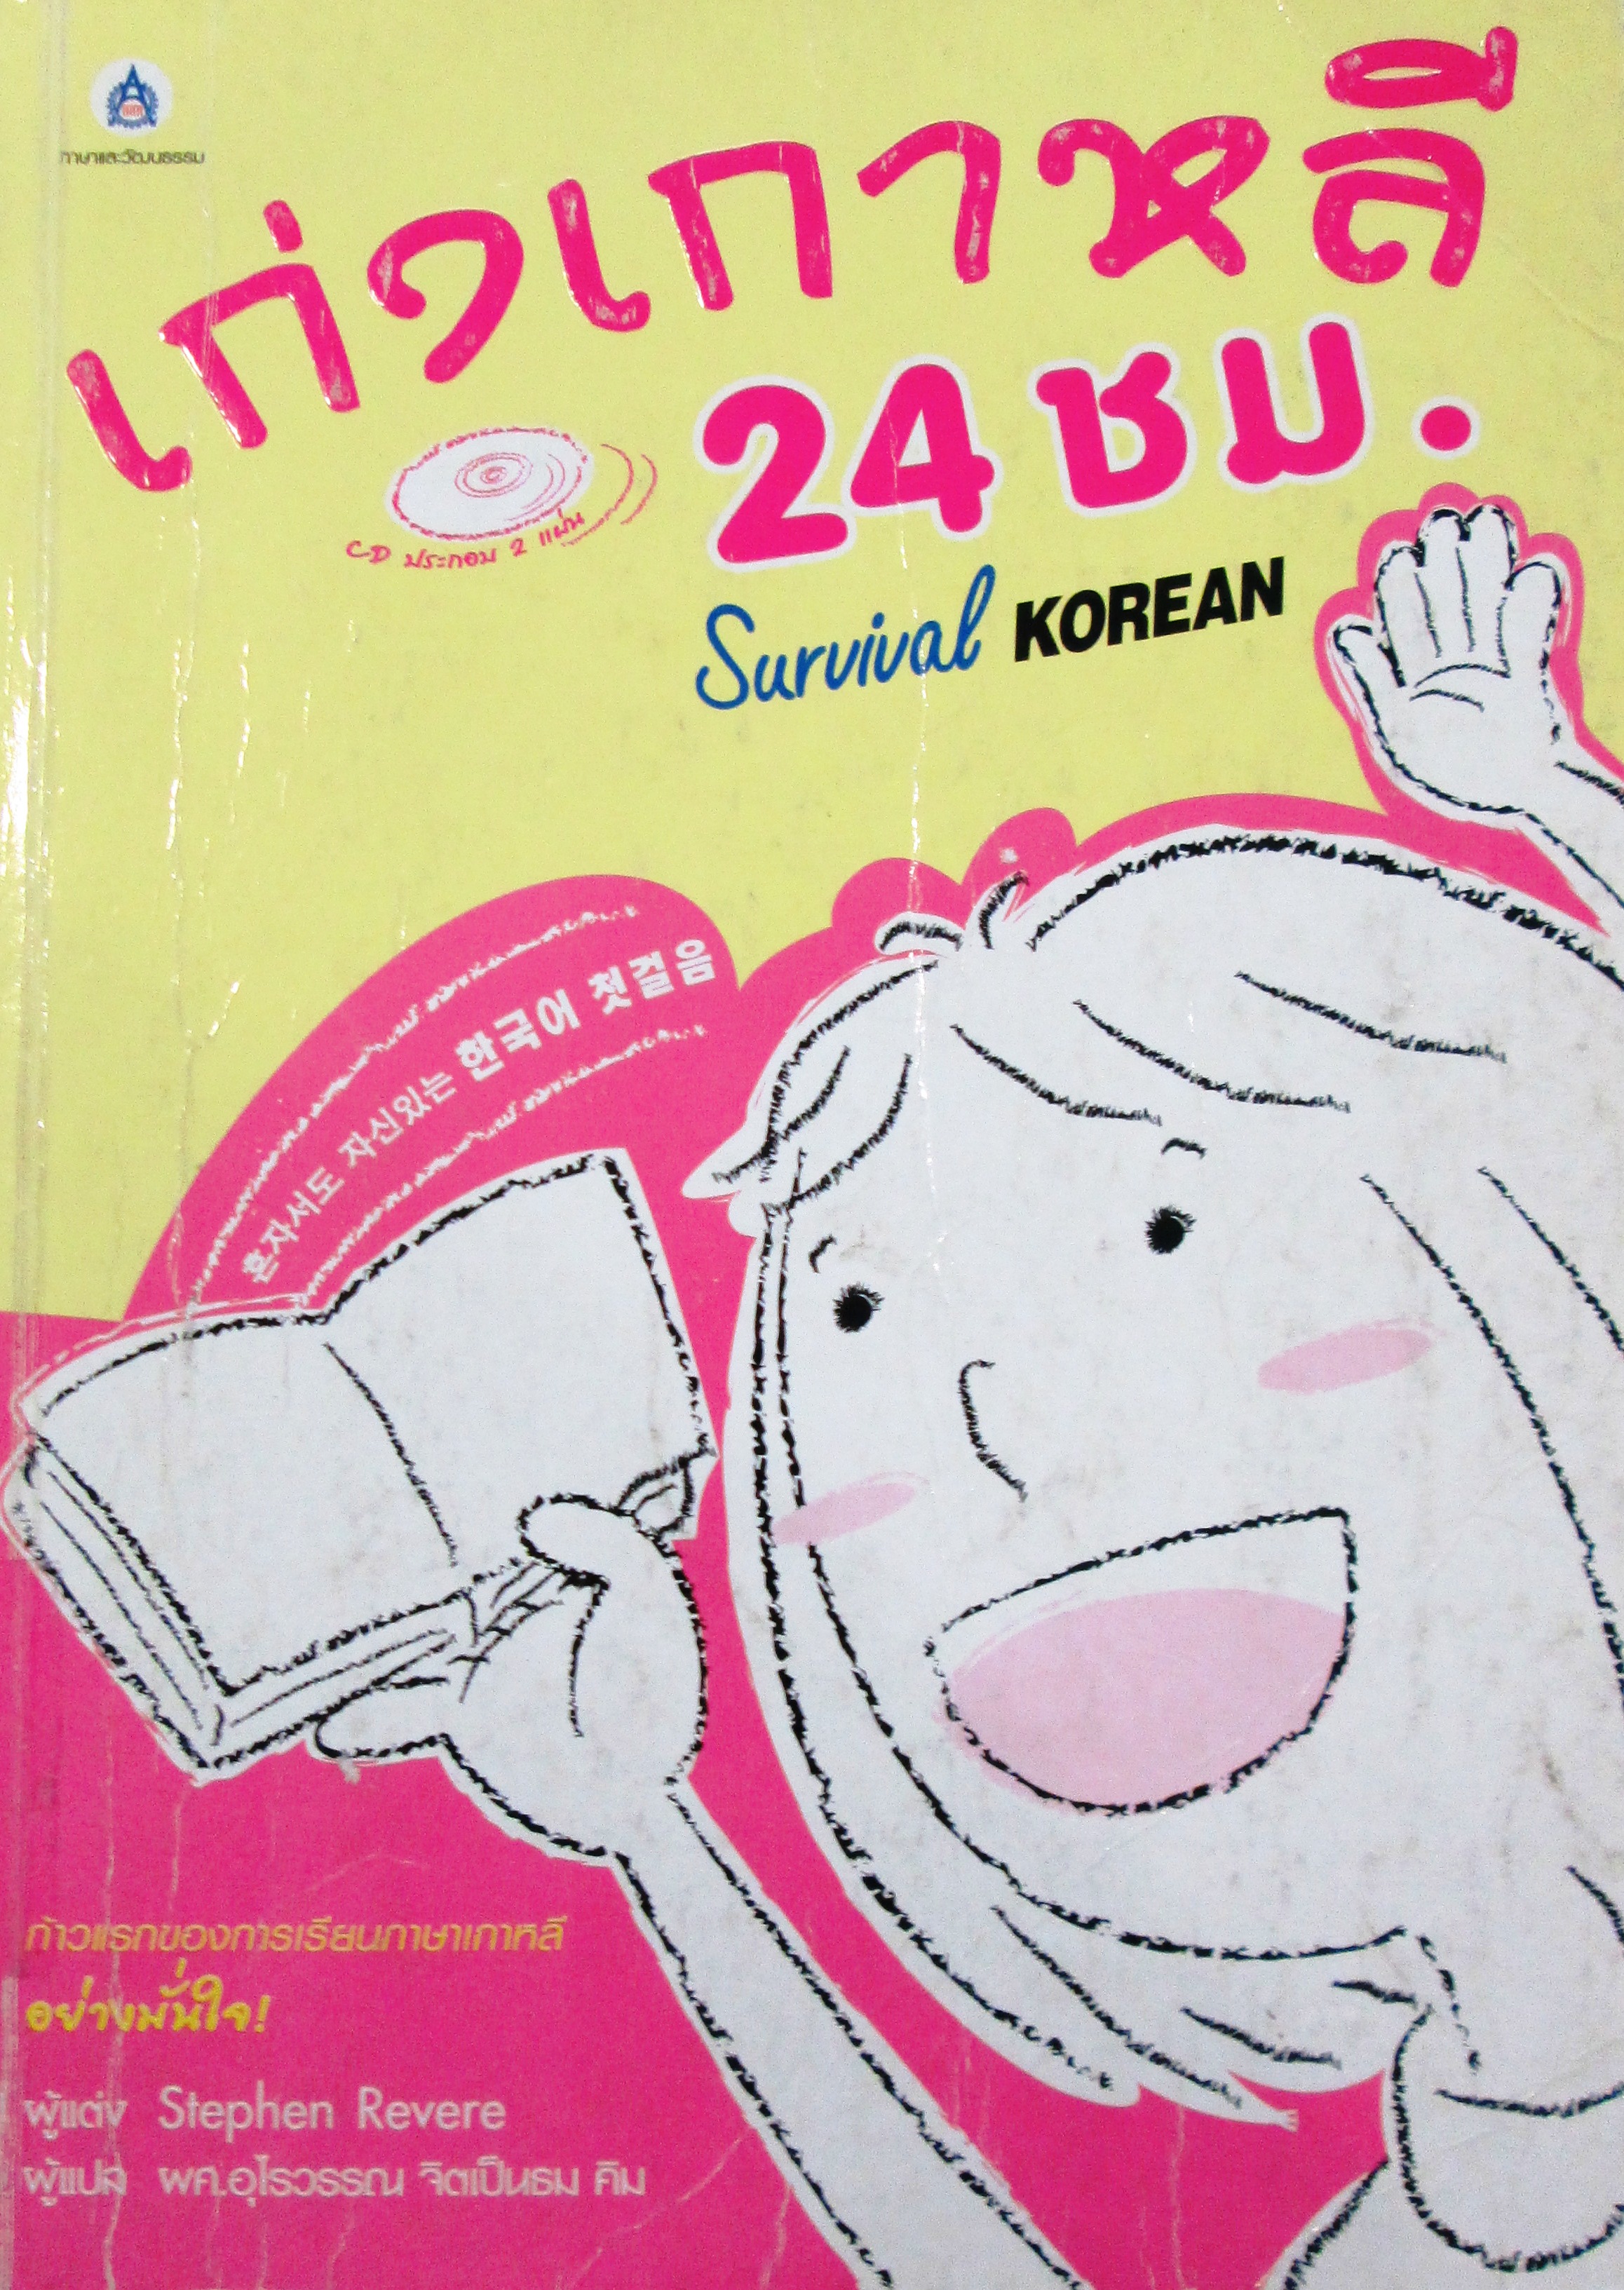 ภาษาและวัฒนธรรม
เก่งเกาหลี
24 ชม.
CD ประกอบ 2 แผ่น
Survival KOREAN
혼자서도 자신있는 한국어 첫걸음
ก้าวแรกของการเรียนภาษาเกาหลี
อย่างมั่นใจ!
ผู้แต่ง Stephen Revere
ผู้แปล ผศ.อุไรวรรณ จิตเป็นธม คิม